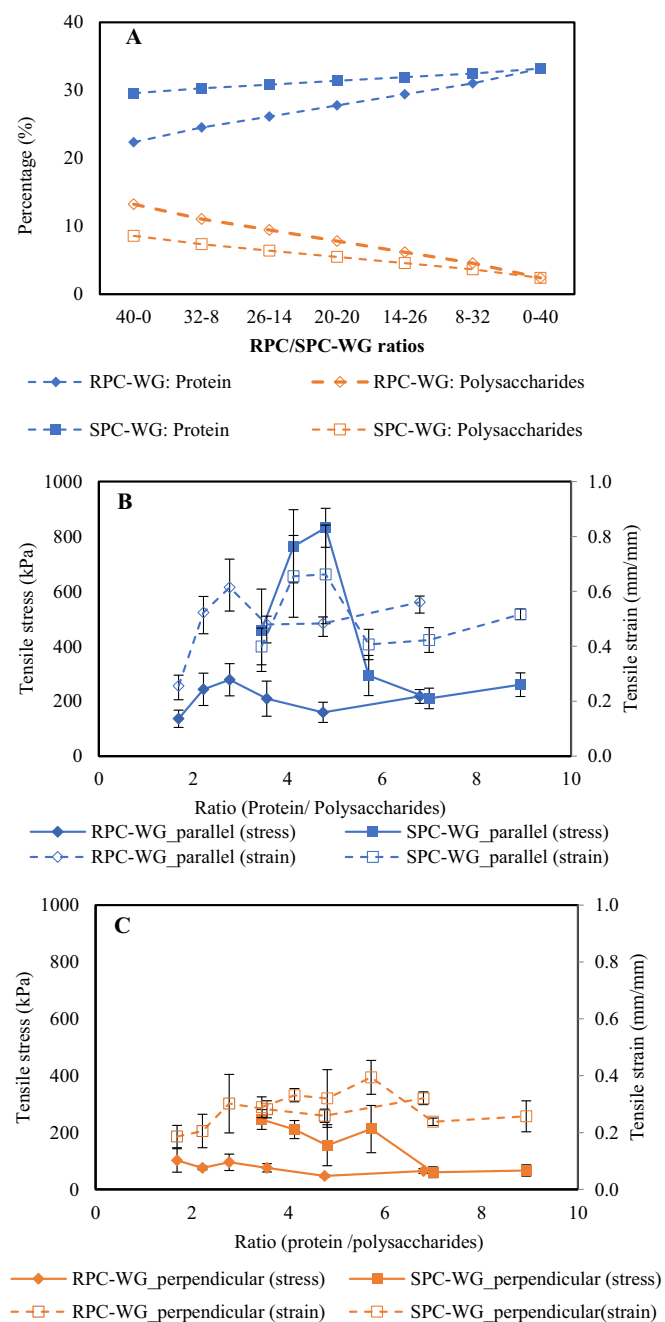 A
40
30
20
10
0
Percentage (%)
40-0 32-8 26-14 20-20 14-26 8-32 0-40
RPC/SPC-WG ratios
RPC-WG: Protein RPC-WG: Polysaccharides
SPC-WG: Protein SPC-WG: Polysaccharides
B
1000
800
600
400
200
0
Tensile stress (kPa)
1.0
0.8
0.6
0.4
0.2
0.0
Tensile strain (mm/mm)
0 2 4 6 8 10
Ratio (Protein/ Polysaccharides)
RPC-WG_parallel (stress) SPC-WG_parallel (stress)
RPC-WG_parallel (strain) SPC-WG_parallel (strain)
C
1000
800
600
400
200
0
Tensile stress (kPa)
1.0
0.8
0.6
0.4
0.2
0.0
Tensile strain (mm/mm)
0 2 4 6 8 10
Ratio (protein /polysaccharides)
RPC-WG_perpendicular (stress) SPC-WG_perpendicular (stress)
RPC-WG_perpendicular (strain) SPC-WG_perpendicular(strain)